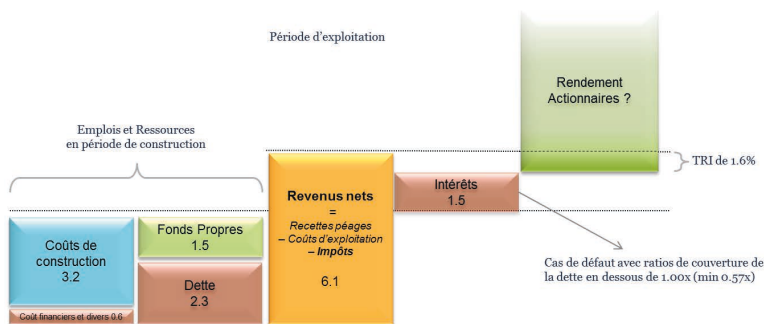 Période d'exploitation
Emplois et Ressources
en période de construction
Coûts de
construction
3.2
Coût financiers et divers 0.6
Fonds Propres
1.5
Dette
2.3
Revenus nets
=
Recettes péages
– Coûts d'exploitation
– Impôts
6.1
Intérêts
1.5
Rendement
Actionnaires ?
TRI de 1.6%
Cas de défaut avec ratios de couverture de
la dette en dessous de 1.00x (min 0.57x)